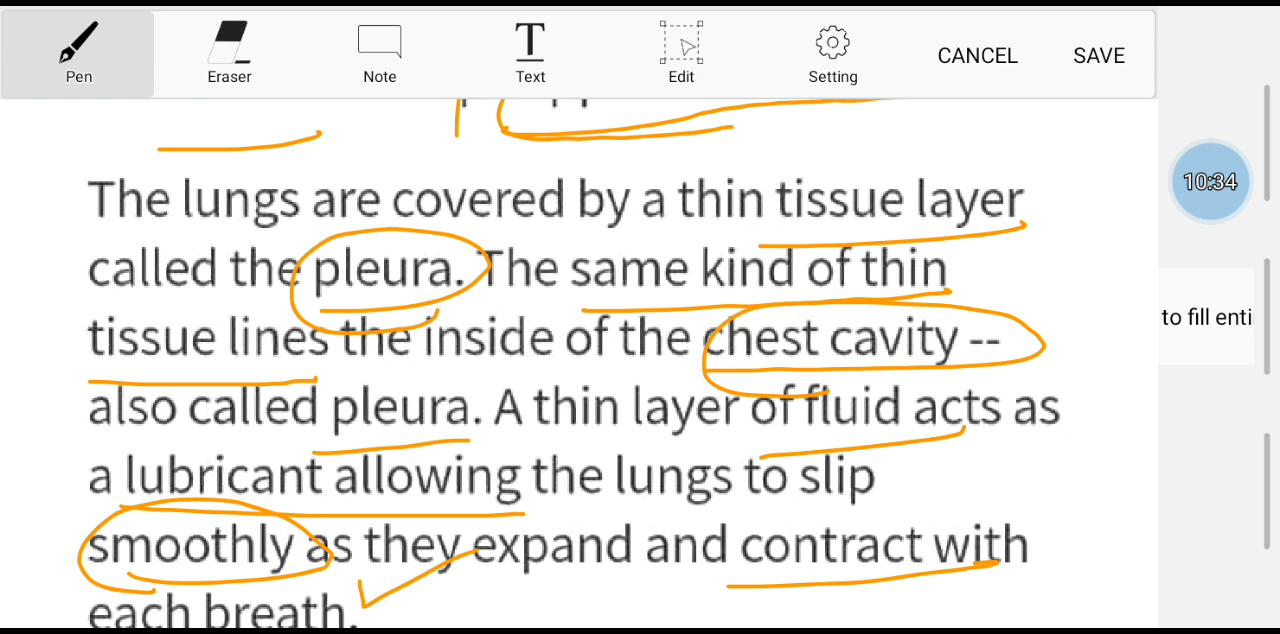 Pen Eraser Note Text Edit Setting CANCEL SAVE
The lungs are covered by a thin tissue layer
called the pleura. The same kind of thin
tissue lines the inside of the chest cavity --
also called pleura. A thin layer of fluid acts as
a lubricant allowing the lungs to slip
smoothly as they expand and contract with
each breath.
10:34
to fill enti